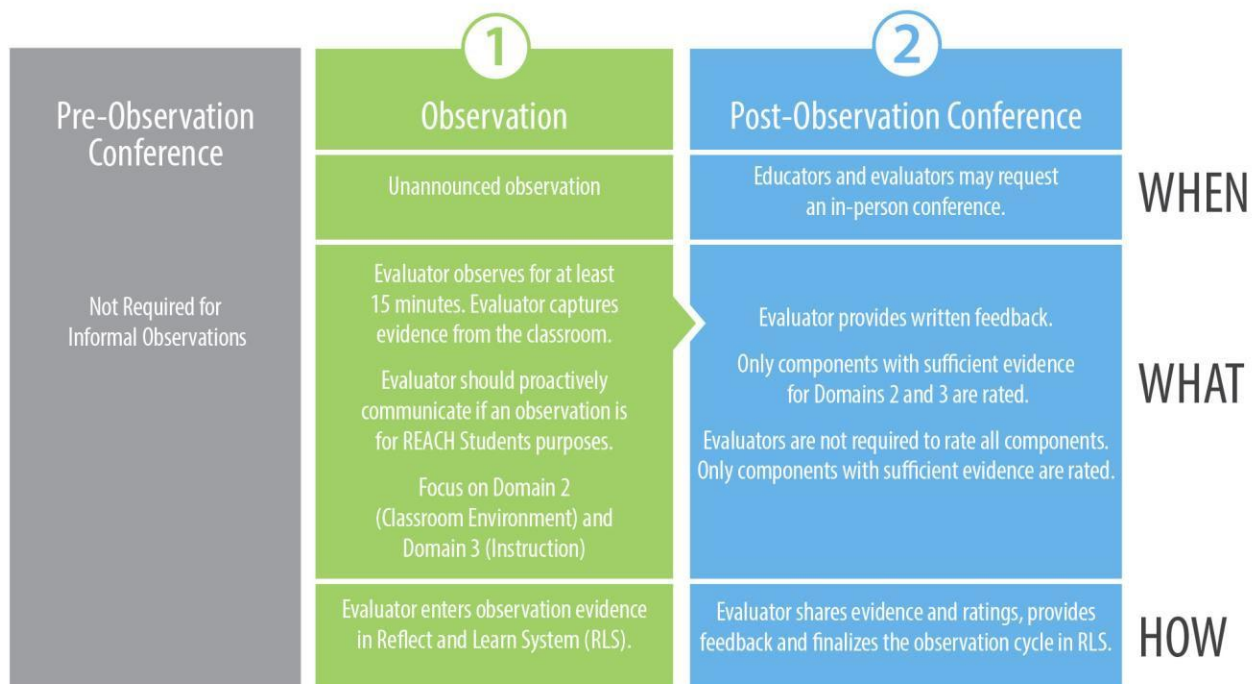 Pre-Observation
Conference
Not Required for
Informal Observations
1
Observation
Unannounced observation
Evaluator observes for at least
15 minutes. Evaluator captures
evidence from the classroom.
Evaluator should proactively
communicate if an observation is
for REACH Students purposes.
Focus on Domain 2
(Classroom Environment) and
Domain 3 (Instruction)
Evaluator enters observation evidence
in Reflect and Learn System (RLS).
2
Post-Observation Conference
Educators and evaluators may request
an in-person conference.
Evaluator provides written feedback.
Only components with sufficient evidence
for Domains 2 and 3 are rated.
Evaluators are not required to rate all components.
Only components with sufficient evidence are rated.
Evaluator shares evidence and ratings, provides
feedback and finalizes the observation cycle in RLS.
WHEN
WHAT
HOW